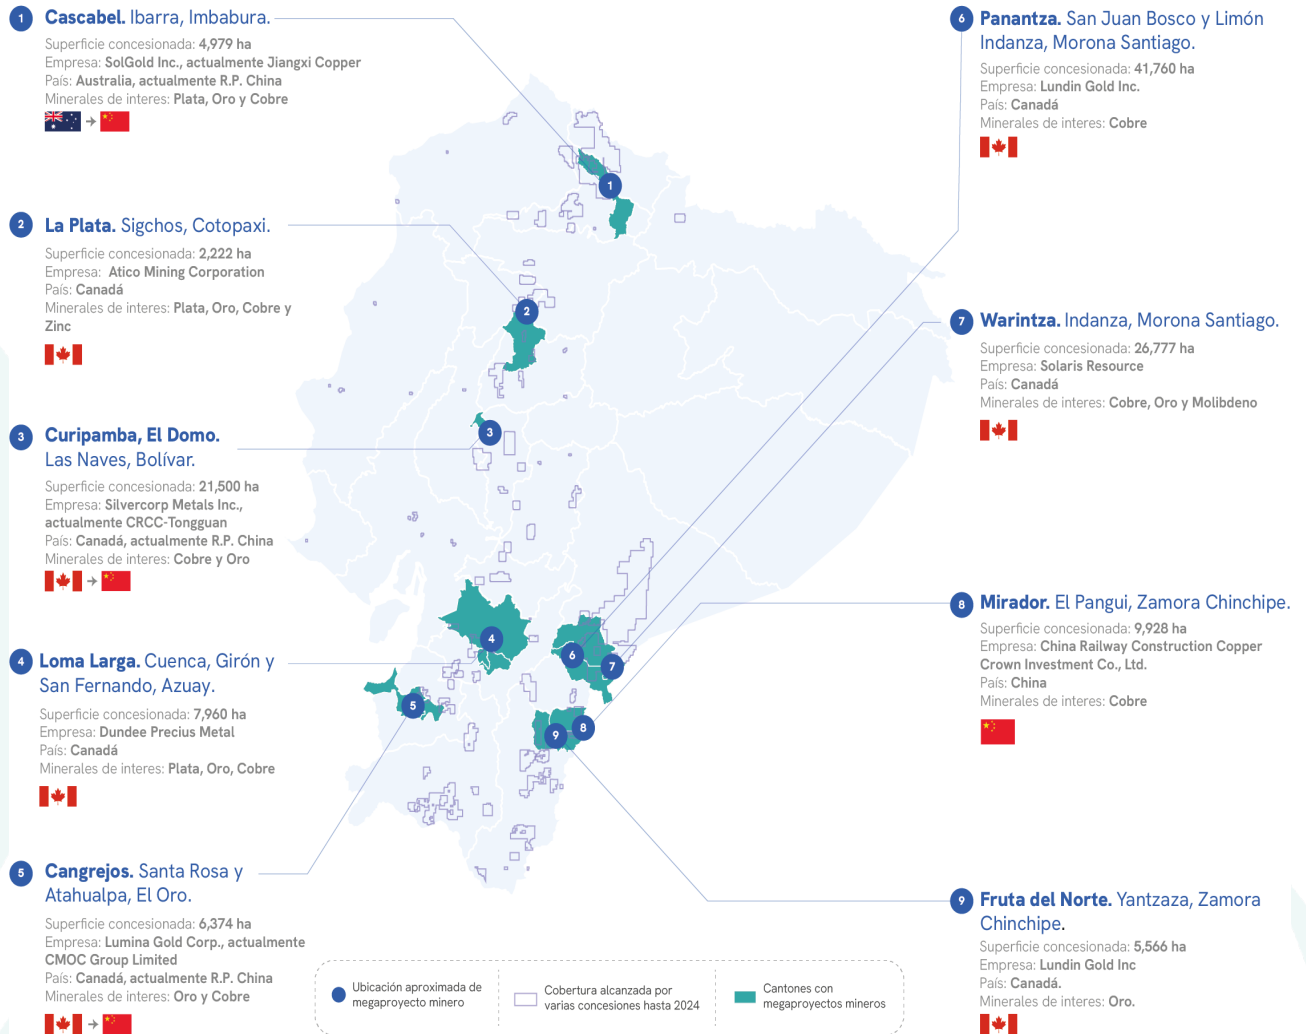 1 Cascabel. Ibarra, Imbabura.
Superficie concesionada: 4,979 ha
Empresa: SolGold Inc., actualmente Jiangxi Copper
País: Australia, actualmente R.P. China
Minerales de interes: Plata, Oro y Cobre
2 La Plata. Sigchos, Cotopaxi.
Superficie concesionada: 2,222 ha
Empresa: Atico Mining Corporation
País: Canadá
Minerales de interes: Plata, Oro, Cobre y
Zinc
3 Curipamba, El Domo.
Las Naves, Bolívar.
Superficie concesionada: 21,500 ha
Empresa: Silvercorp Metals Inc.,
actualmente CRCC-Tongguan
País: Canadá, actualmente R.P. China
Minerales de interes: Cobre y Oro
4 Loma Larga. Cuenca, Girón y
San Fernando, Azuay.
Superficie concesionada: 7,960 ha
Empresa: Dundee Precius Metal
País: Canadá
Minerales de interes: Plata, Oro, Cobre
5 Cangrejos. Santa Rosa y
Atahualpa, El Oro.
Superficie concesionada: 6,374 ha
Empresa: Lumina Gold Corp., actualmente
CMOC Group Limited
País: Canadá, actualmente R.P. China
Minerales de interes: Oro y Cobre
1
2
3
4
5
6
7
8
9
6 Panantza. San Juan Bosco y Limón
Indanza, Morona Santiago.
Superficie concesionada: 41,760 ha
Empresa: Lundin Gold Inc.
País: Canadá
Minerales de interes: Cobre
7 Warintza. Indanza, Morona Santiago.
Superficie concesionada: 26,777 ha
Empresa: Solaris Resource
País: Canadá
Minerales de interes: Cobre, Oro y Molibdeno
8 Mirador. El Pangui, Zamora Chinchipe.
Superficie concesionada: 9,928 ha
Empresa: China Railway Construction Copper
Crown Investment Co., Ltd.
País: China
Minerales de interes: Cobre
9 Fruta del Norte. Yantzaza, Zamora
Chinchipe.
Superficie concesionada: 5,566 ha
Empresa: Lundin Gold Inc
País: Canadá.
Minerales de interes: Oro.
Ubicación aproximada de
megaproyecto minero
Cobertura alcanzada por
varias concesiones hasta 2024
Cantones con
megaproyectos mineros